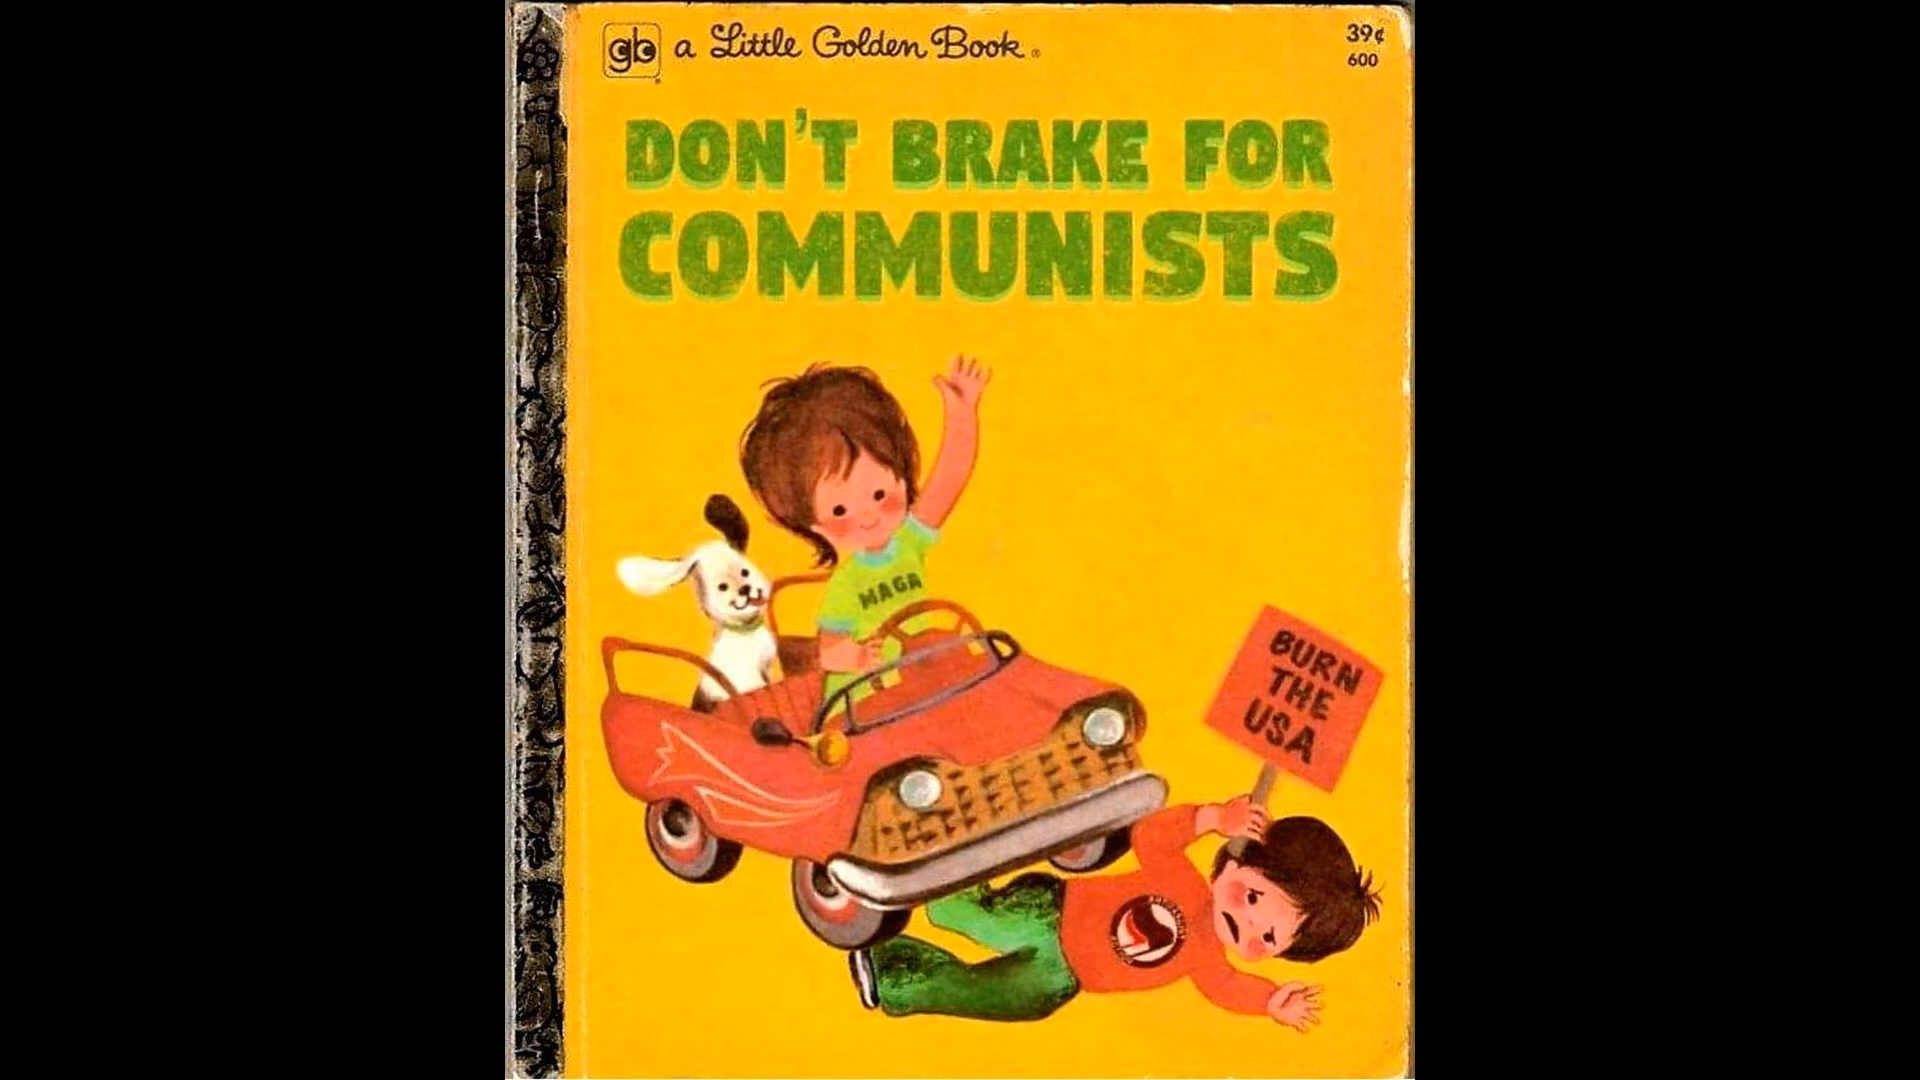 gb a Little Golden Book®
39¢
600
DON'T BRAKE FOR
COMMUNISTS
MAGA
BURN
THE
USA